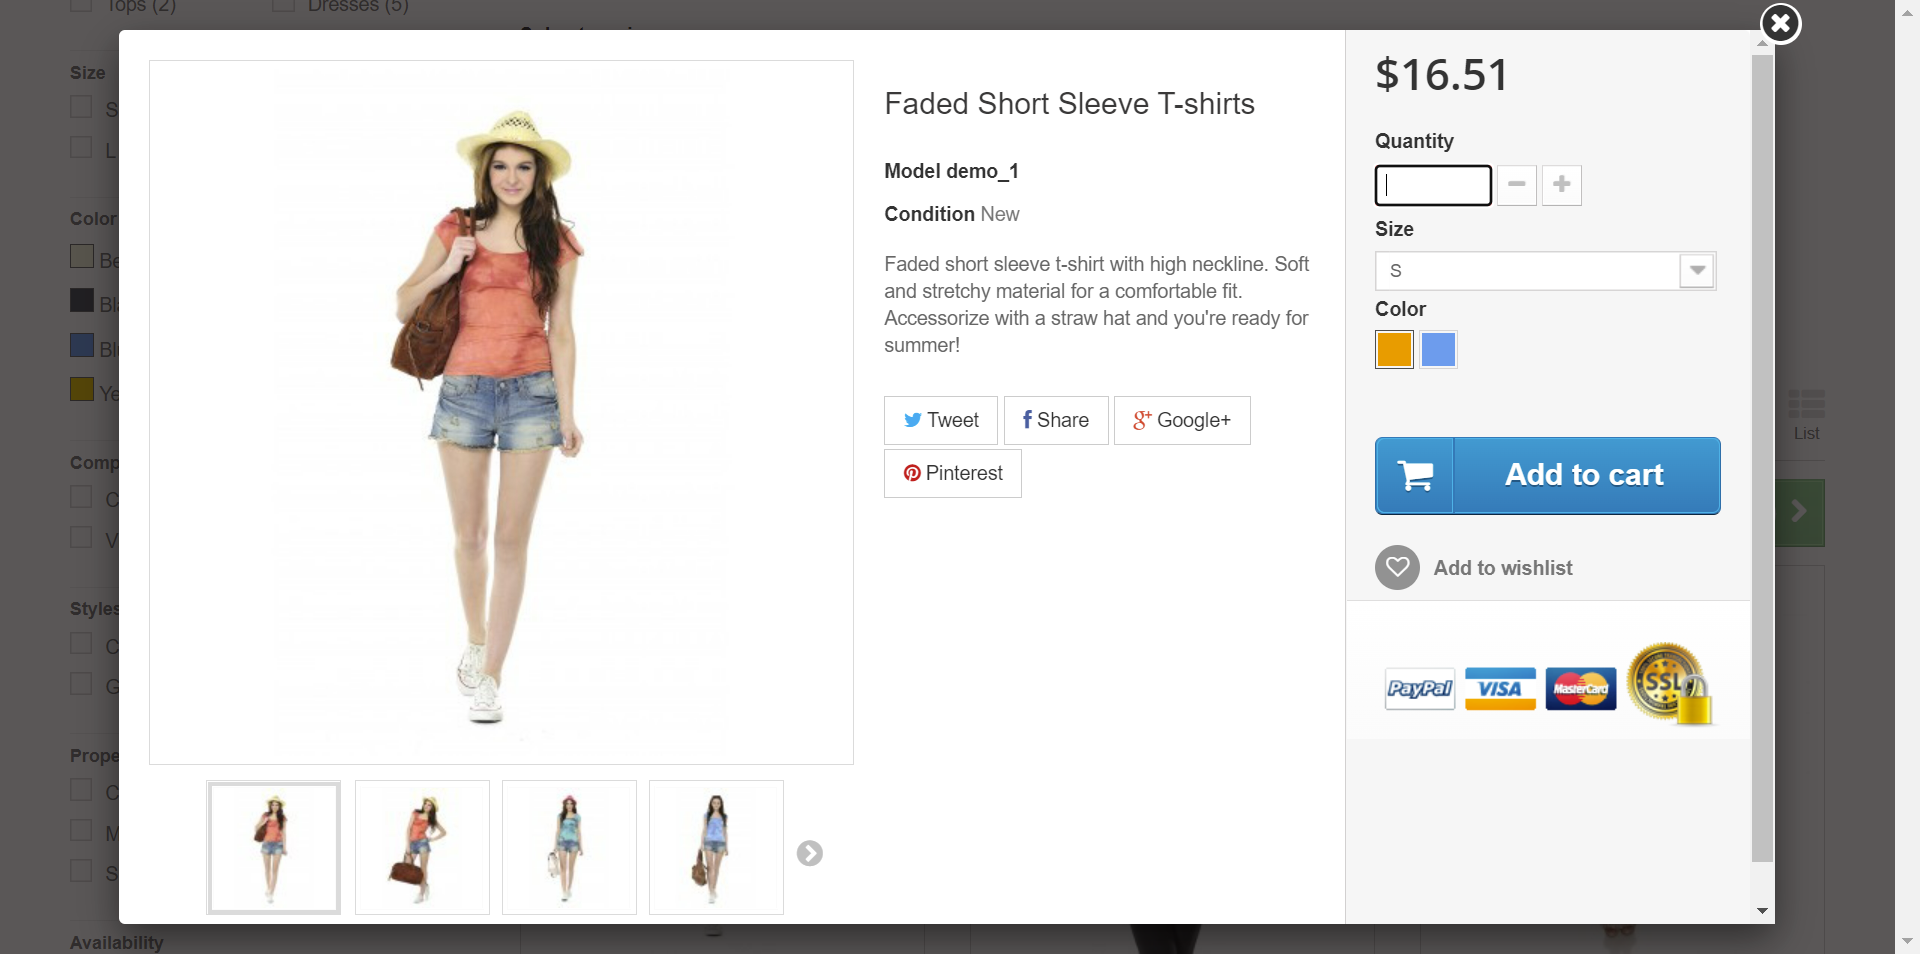 Tops (2)
Dresses (5)
Size
S
L
Color
Be
Bla
Blu
Ye
Comp
C
V
Styles
C
G
Prope
C
M
S
Availability
Faded Short Sleeve T-shirts
Model demo_1
Condition New
Faded short sleeve t-shirt with high neckline. Soft
and stretchy material for a comfortable fit.
Accessorize with a straw hat and you're ready for
summer!
Tweet
Share
Google+
Pinterest
$16.51
Quantity
Size
S
Color
Add to cart
Add to wishlist
PayPal VISA MasterCard SSL
List